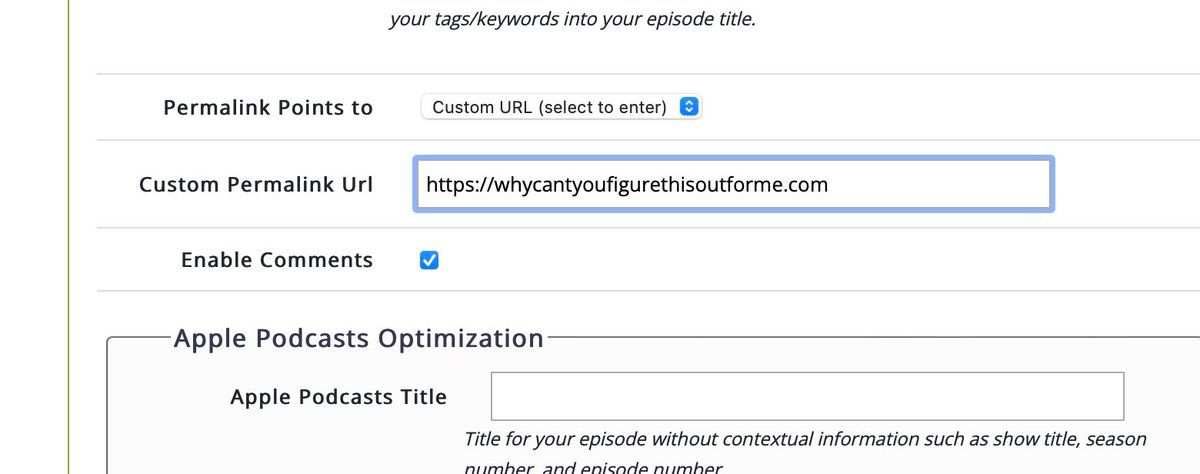 your tags/keywords into your episode title.
Permalink Points to
Custom URL (select to enter)
Custom Permalink Url
https://whycantyoufigurethisoutforme.com
Enable Comments
Apple Podcasts Optimization
Apple Podcasts Title
Title for your episode without contextual information such as show title, season
number, and episode number